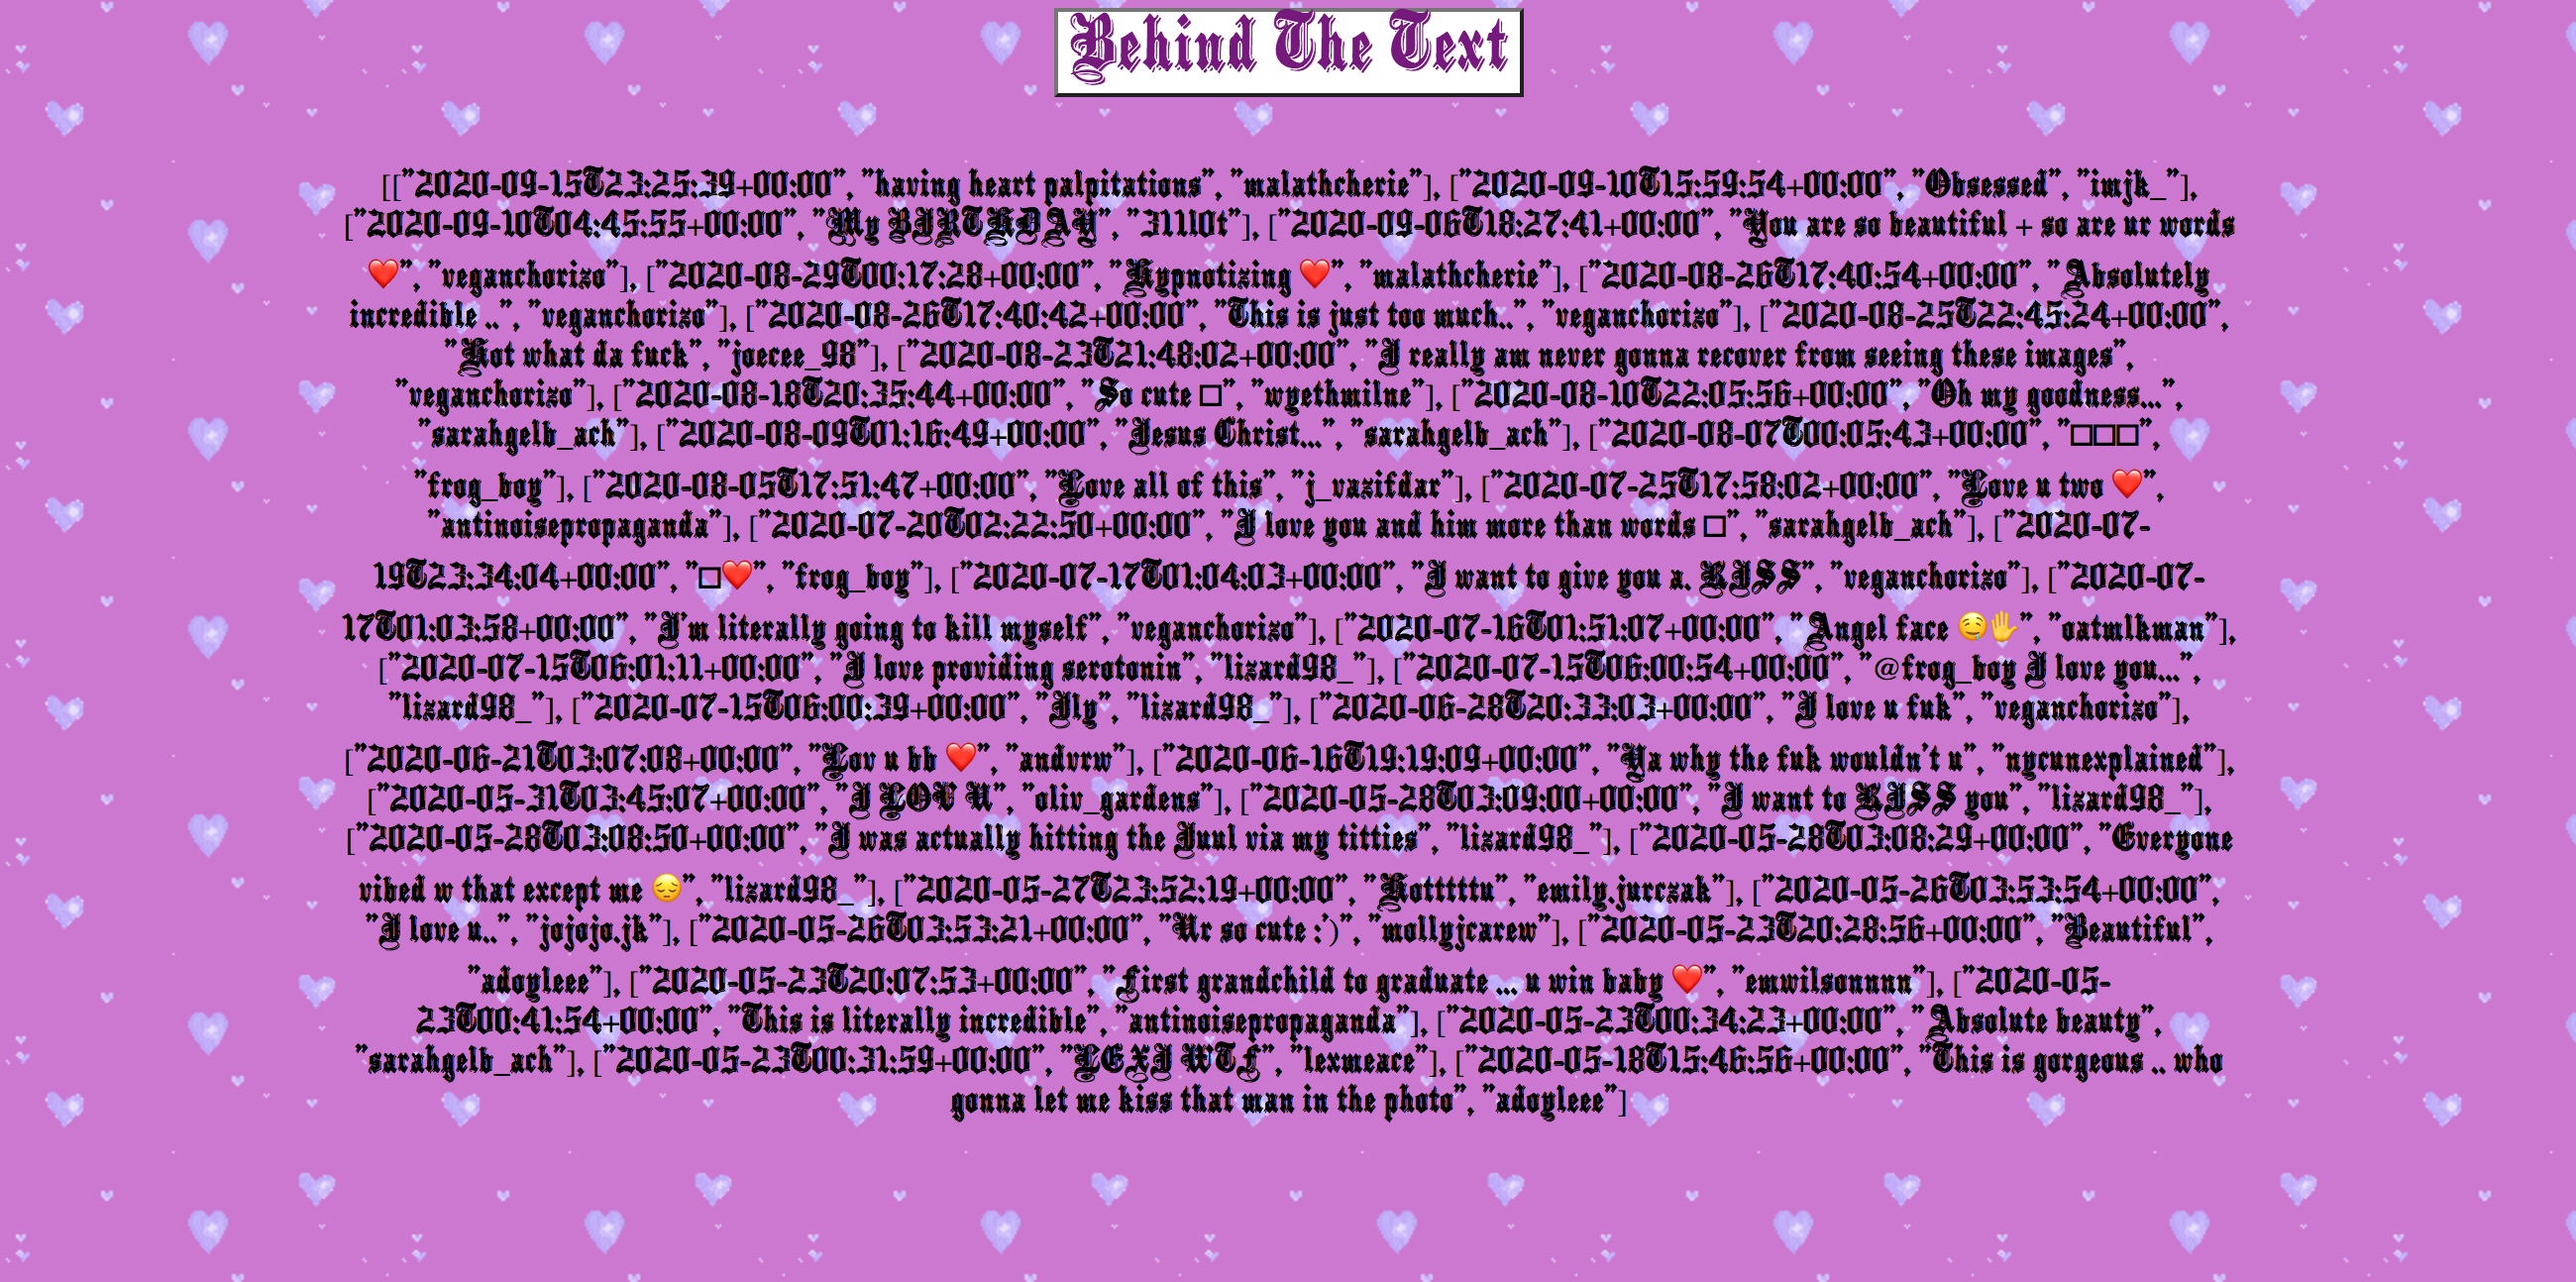 Behind The Text
[["2020-09-15T23:25:39+00:00", "having heart palpitations", "malathcherie"], ["2020-09-10T15:59:54+00:00", "Obsessed", "imjk_"],
["2020-09-10T04:45:55+00:00", "My BIRTHDAY", "3lll0t"], ["2020-09-06T18:27:41+00:00", "You are so beautiful + so are ur words
❤️", "veganchorizo"], ["2020-08-29T00:17:28+00:00", "Hypnotizing ❤️", "malathcherie"], ["2020-08-26T17:40:54+00:00", "Absolutely
incredible ..", "veganchorizo"], ["2020-08-26T17:40:42+00:00", "This is just too much..", "veganchorizo"], ["2020-08-25T22:45:24+00:00",
"Hot what da fuck", "joecee_98"], ["2020-08-23T21:48:02+00:00", "I really am never gonna recover from seeing these images",
"veganchorizo"], ["2020-08-18T20:35:44+00:00", "So cute □", "wyethmilne"], ["2020-08-10T22:05:56+00:00", "Oh my goodness...",
"sarahgelb_ach"], ["2020-08-09T01:16:49+00:00", "Jesus Christ...", "sarahgelb_ach"], ["2020-08-07T00:05:43+00:00", "□□□",
"frog_boy"], ["2020-08-05T17:51:47+00:00", "Love all of this", "j_vazifdar"], ["2020-07-25T17:58:02+00:00", "Love u two ❤️",
"antinoisepropaganda"], ["2020-07-20T02:22:50+00:00", "I love you and him more than words □", "sarahgelb_ach"], ["2020-07-
19T23:34:04+00:00", "□❤️", "frog_boy"], ["2020-07-17T01:04:03+00:00", "I want to give you a. KISS", "veganchorizo"], ["2020-07-
17T01:03:58+00:00", "I'm literally going to kill myself", "veganchorizo"], ["2020-07-16T01:51:07+00:00", "Angel face 🤤✋", "oatmlkman"],
["2020-07-15T06:01:11+00:00", "I love providing serotonin", "lizard98_"], ["2020-07-15T06:00:54+00:00", "@frog_boy I love you...",
"lizard98_"], ["2020-07-15T06:00:39+00:00", "Ily", "lizard98_"], ["2020-06-28T20:33:03+00:00", "I love u fuk", "veganchorizo"],
["2020-06-21T03:07:08+00:00", "Lov u bb ❤️", "andvrw"], ["2020-06-16T19:19:09+00:00", "Ya why the fuk wouldn't u", "nycunexplained"],
["2020-05-31T03:45:07+00:00", "I LOV U", "oliv_gardens"], ["2020-05-28T03:09:00+00:00", "I want to KISS you", "lizard98_"],
["2020-05-28T03:08:50+00:00", "I was actually hitting the Juul via my titties", "lizard98_"], ["2020-05-28T03:08:29+00:00", "Everyone
vibed w that except me 😔", "lizard98_"], ["2020-05-27T23:52:19+00:00", "Hotttttu", "emily.jurczak"], ["2020-05-26T03:53:54+00:00",
"I love u..", "jojojo.jk"], ["2020-05-26T03:53:21+00:00", "Ur so cute :')", "mollyjcarew"], ["2020-05-23T20:28:56+00:00", "Beautiful",
"adoyleee"], ["2020-05-23T20:07:53+00:00", "First grandchild to graduate ... u win baby ❤️", "emwilsonnnn"], ["2020-05-
23T00:41:54+00:00", "This is literally incredible", "antinoisepropaganda"], ["2020-05-23T00:34:23+00:00", "Absolute beauty",
"sarahgelb_ach"], ["2020-05-23T00:31:59+00:00", "LEXI WTF", "lexmeace"], ["2020-05-18T15:46:56+00:00", "This is gorgeous .. who
gonna let me kiss that man in the photo", "adoyleee"]